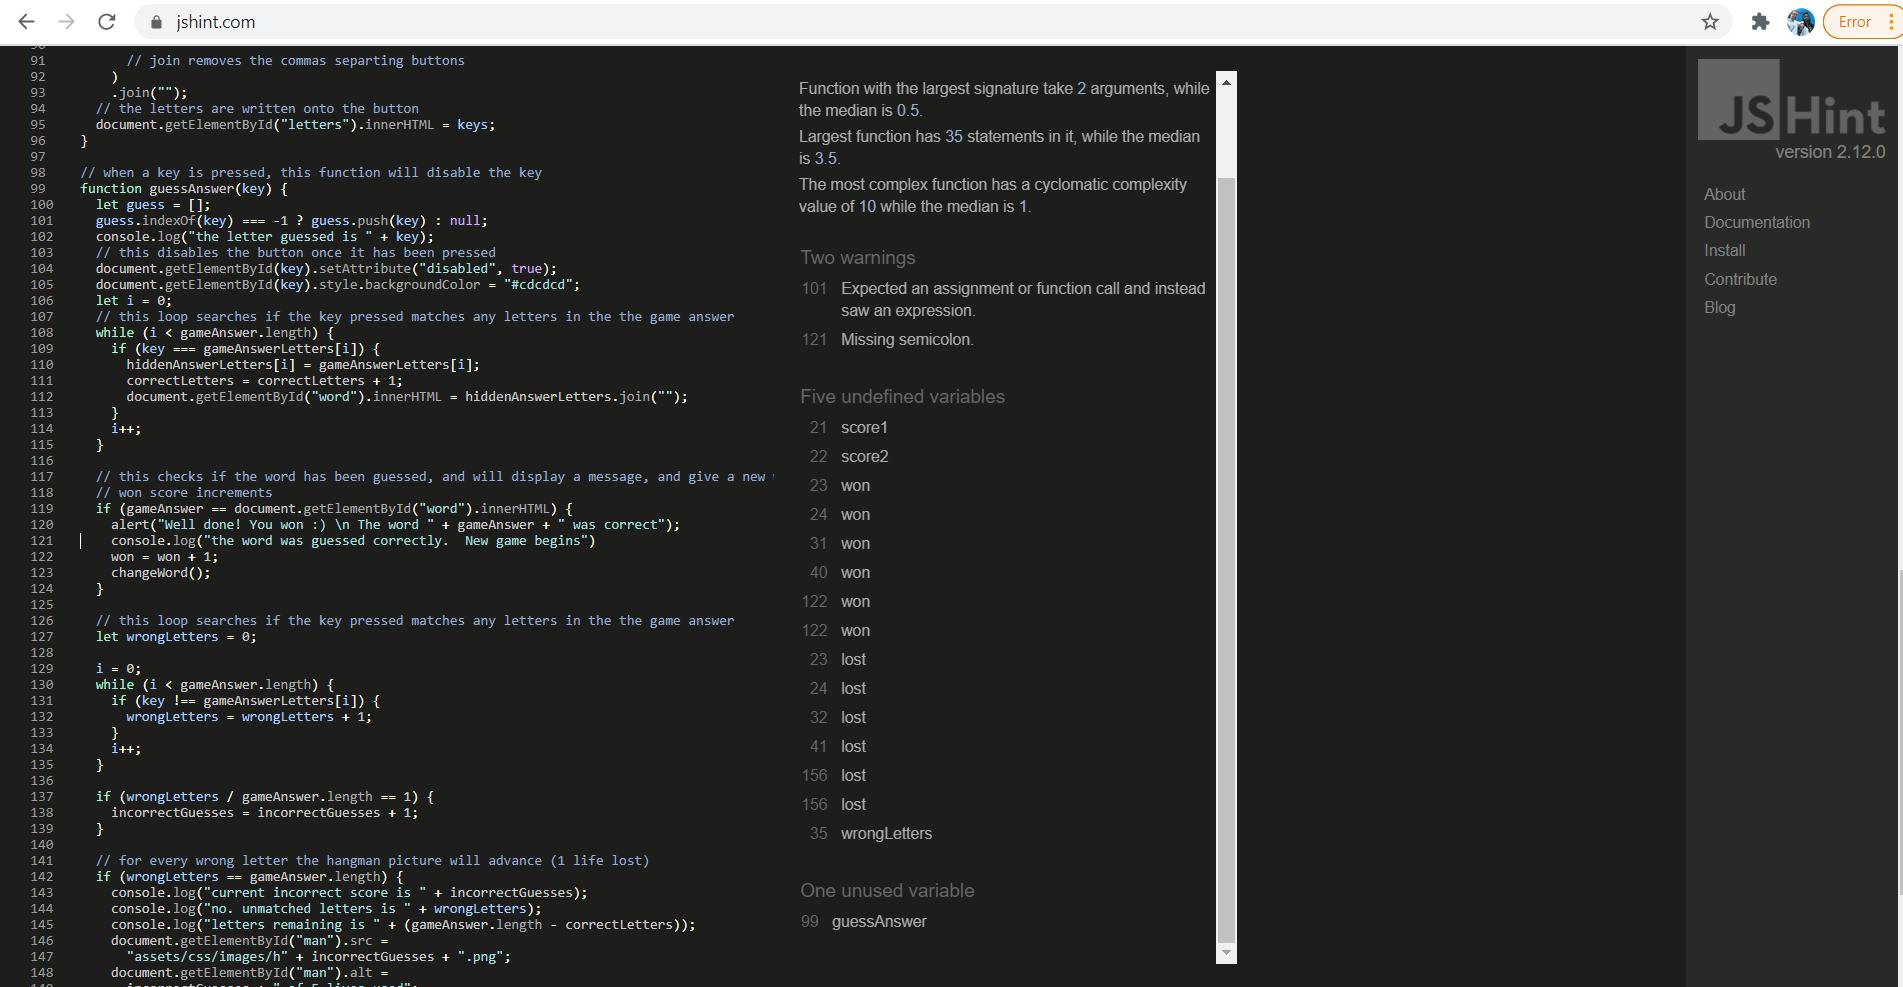 jshint.com
Error
91 // join removes the commas separting buttons
92 )
93 .join("");
94 // the letters are written onto the button
95 document.getElementById("letters").innerHTML = keys;
96 }
97
98 // when a key is pressed, this function will disable the key
99 function guessAnswer(key) {
100 let guess = [];
101 guess.indexOf(key) === -1 ? guess.push(key) : null;
102 console.log("the letter guessed is " + key);
103 // this disables the button once it has been pressed
104 document.getElementById(key).setAttribute("disabled", true);
105 document.getElementById(key).style.backgroundColor = "#cdcdcd";
106 let i = 0;
107 // this loop searches if the key pressed matches any letters in the the game answer
108 while (i < gameAnswer.length) {
109 if (key === gameAnswerLetters[i]) {
110 hiddenAnswerLetters[i] = gameAnswerLetters[i];
111 correctLetters = correctLetters + 1;
112 document.getElementById("word").innerHTML = hiddenAnswerLetters.join("");
113 }
114 i++;
115 }
116
117 // this checks if the word has been guessed, and will display a message, and give a new
118 // won score increments
119 if (gameAnswer == document.getElementById("word").innerHTML) {
120 alert("Well done! You won :) \n The word " + gameAnswer + " was correct");
121 console.log("the word was guessed correctly.  New game begins")
122 won = won + 1;
123 changeWord();
124 }
125
126 // this loop searches if the key pressed matches any letters in the the game answer
127 let wrongLetters = 0;
128
129 i = 0;
130 while (i < gameAnswer.length) {
131 if (key !== gameAnswerLetters[i]) {
132 wrongLetters = wrongLetters + 1;
133 }
134 i++;
135 }
136
137 if (wrongLetters / gameAnswer.length == 1) {
138 incorrectGuesses = incorrectGuesses + 1;
139 }
140
141 // for every wrong letter the hangman picture will advance (1 life lost)
142 if (wrongLetters == gameAnswer.length) {
143 console.log("current incorrect score is " + incorrectGuesses);
144 console.log("no. unmatched letters is " + wrongLetters);
145 console.log("letters remaining is " + (gameAnswer.length - correctLetters));
146 document.getElementById("man").src =
147 "assets/css/images/h" + incorrectGuesses + ".png";
148 document.getElementById("man").alt =
Function with the largest signature take 2 arguments, while
the median is 0.5.
Largest function has 35 statements in it, while the median
is 3.5.
The most complex function has a cyclomatic complexity
value of 10 while the median is 1.
Two warnings
101 Expected an assignment or function call and instead
saw an expression.
121 Missing semicolon.
Five undefined variables
21 score1
22 score2
23 won
24 won
31 won
40 won
122 won
122 won
23 lost
24 lost
32 lost
41 lost
156 lost
156 lost
35 wrongLetters
One unused variable
99 guessAnswer
JSHint
version 2.12.0
About
Documentation
Install
Contribute
Blog